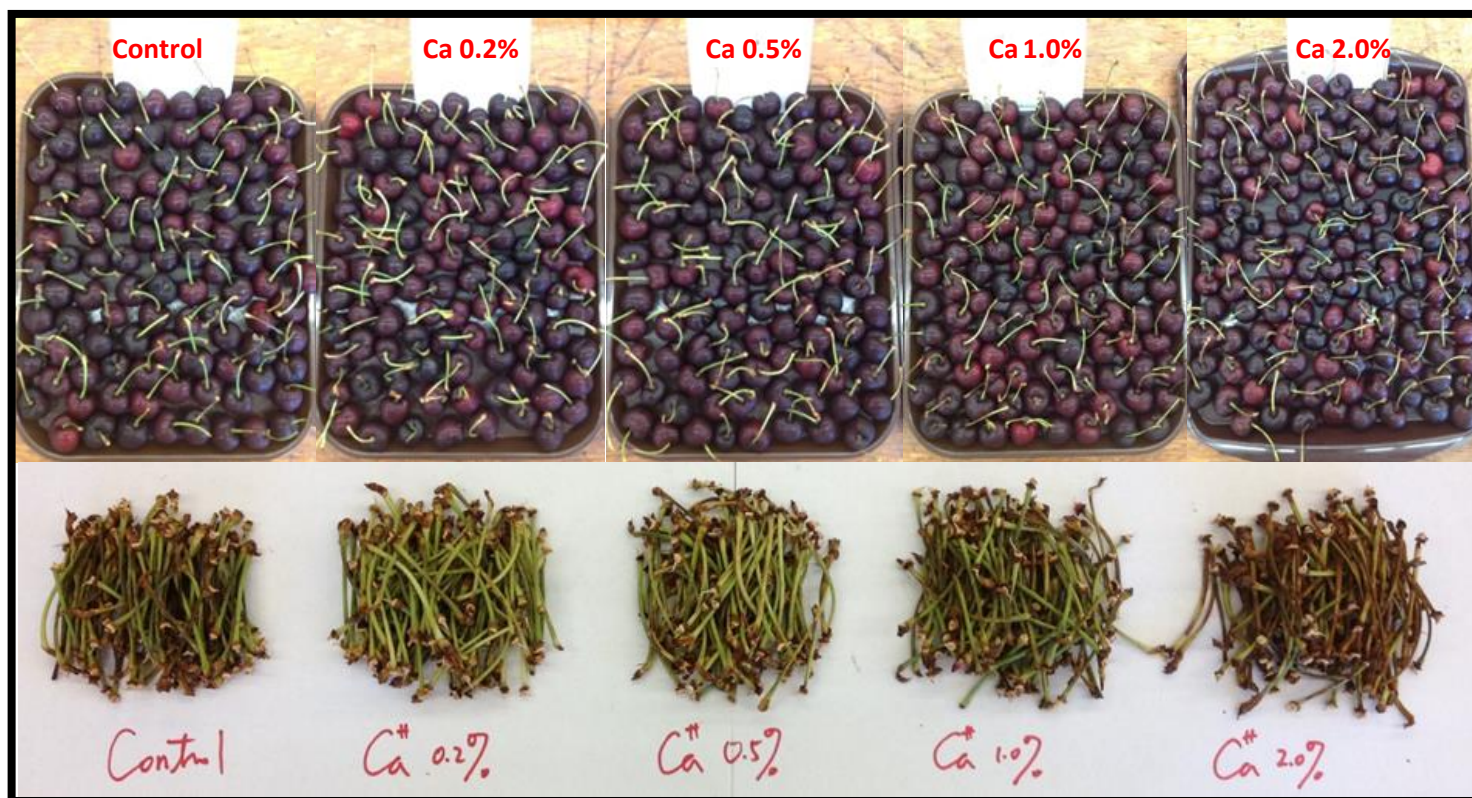 Control
Ca 0.2%
Ca 0.5%
Ca 1.0%
Ca 2.0%
Control
Ca⁺⁺ 0.2%
Ca⁺⁺ 0.5%
Ca⁺⁺ 1.0%
Ca⁺⁺ 2.0%